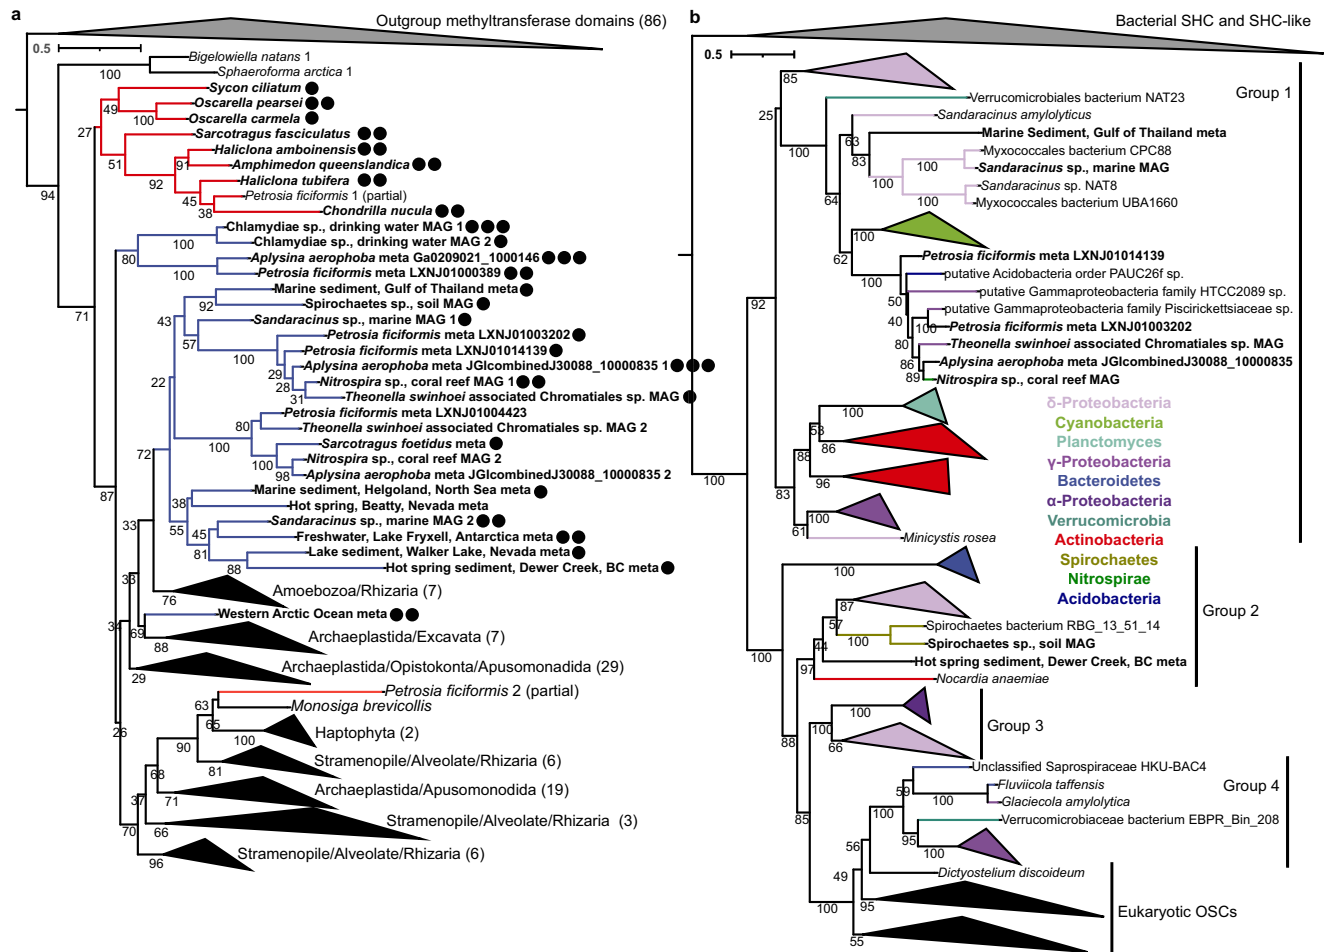 a
Outgroup methyltransferase domains (86)
0.5
Bigelowiella natans 1
100
Sphaeroforma arctica 1
Sycon ciliatum
49
Oscarella pearsei
100
Oscarella carmela
27
Sarcotragus fasciculatus
51
Haliclona amboinensis
91
Amphimedon queenslandica
92
Haliclona tubifera
94
45
Petrosia ficiformis 1 (partial)
38
Chondrilla nucula
Chlamydiae sp., drinking water MAG 1
100
Chlamydiae sp., drinking water MAG 2
80
Aplysina aerophoba meta Ga0209021_1000146
100
Petrosia ficiformis meta LXNJ01000389
Marine sediment, Gulf of Thailand meta
92
Spirochaetes sp., soil MAG
71
43
Sandaracinus sp., marine MAG 1
57
Petrosia ficiformis meta LXNJ01003202
100
Petrosia ficiformis meta LXNJ01014139
29
Aplysina aerophoba meta JGIcombinedJ30088_10000835 1
22
28
Nitrospira sp., coral reef MAG 1
31
Theonella swinhoei associated Chromatiales sp. MAG
Petrosia ficiformis meta LXNJ01004423
80
Theonella swinhoei associated Chromatiales sp. MAG 2
100
Sarcotragus foetidus meta
72
100
Nitrospira sp., coral reef MAG 2
98
Aplysina aerophoba meta JGIcombinedJ30088_10000835 2
87
Marine sediment, Helgoland, North Sea meta
38
Hot spring, Beatty, Nevada meta
33
55
Sandaracinus sp., marine MAG 2
45
Freshwater, Lake Fryxell, Antarctica meta
81
Lake sediment, Walker Lake, Nevada meta
88
Hot spring sediment, Dewer Creek, BC meta
33
76
Amoebozoa/Rhizaria (7)
Western Arctic Ocean meta
34
69
88
Archaeplastida/Excavata (7)
29
Archaeplastida/Opistokonta/Apusomonadida (29)
Petrosia ficiformis 2 (partial)
63
Monosiga brevicollis
26
65
100
Haptophyta (2)
90
81
Stramenopile/Alveolate/Rhizaria (6)
68
71
Archaeplastida/Apusomonodida (19)
37
66
Stramenopile/Alveolate/Rhizaria (3)
70
96
Stramenopile/Alveolate/Rhizaria (6)
b
Bacterial SHC and SHC-like
0.5
85
Group 1
Verrucomicrobiales bacterium NAT23
25
Sandaracinus amylolyticus
100
63
Marine Sediment, Gulf of Thailand meta
83
Myxococcales bacterium CPC88
100
Sandaracinus sp., marine MAG
100
Sandaracinus sp. NAT8
64
100
Myxococcales bacterium UBA1660
100
62
Petrosia ficiformis meta LXNJ01014139
putative Acidobacteria order PAUC26f sp.
92
50
putative Gammaproteobacteria family HTCC2089 sp.
40
putative Gammaproteobacteria family Piscirickettsiaceae sp.
100
Petrosia ficiformis meta LXNJ01003202
80
Theonella swinhoei associated Chromatiales sp. MAG
86
Aplysina aerophoba meta JGIcombinedJ30088_10000835
89
Nitrospira sp., coral reef MAG
100
53
86
88
96
100
83
100
61
Minicystis rosea
δ-Proteobacteria
Cyanobacteria
Planctomyces
γ-Proteobacteria
Bacteroidetes
α-Proteobacteria
Verrucomicrobia
Actinobacteria
Spirochaetes
Nitrospirae
Acidobacteria
100
87
Group 2
57
Spirochaetes bacterium RBG_13_51_14
100
44
Spirochaetes sp., soil MAG
100
97
Hot spring sediment, Dewer Creek, BC meta
Nocardia anaemiae
100
100
Group 3
88
66
Unclassified Saprospiraceae HKU-BAC4
Group 4
59
Fluviicola taffensis
100
Glaciecola amylolytica
85
100
Verrucomicrobiaceae bacterium EBPR_Bin_208
95
100
56
49
Dictyostelium discoideum
95
100
Eukaryotic OSCs
55